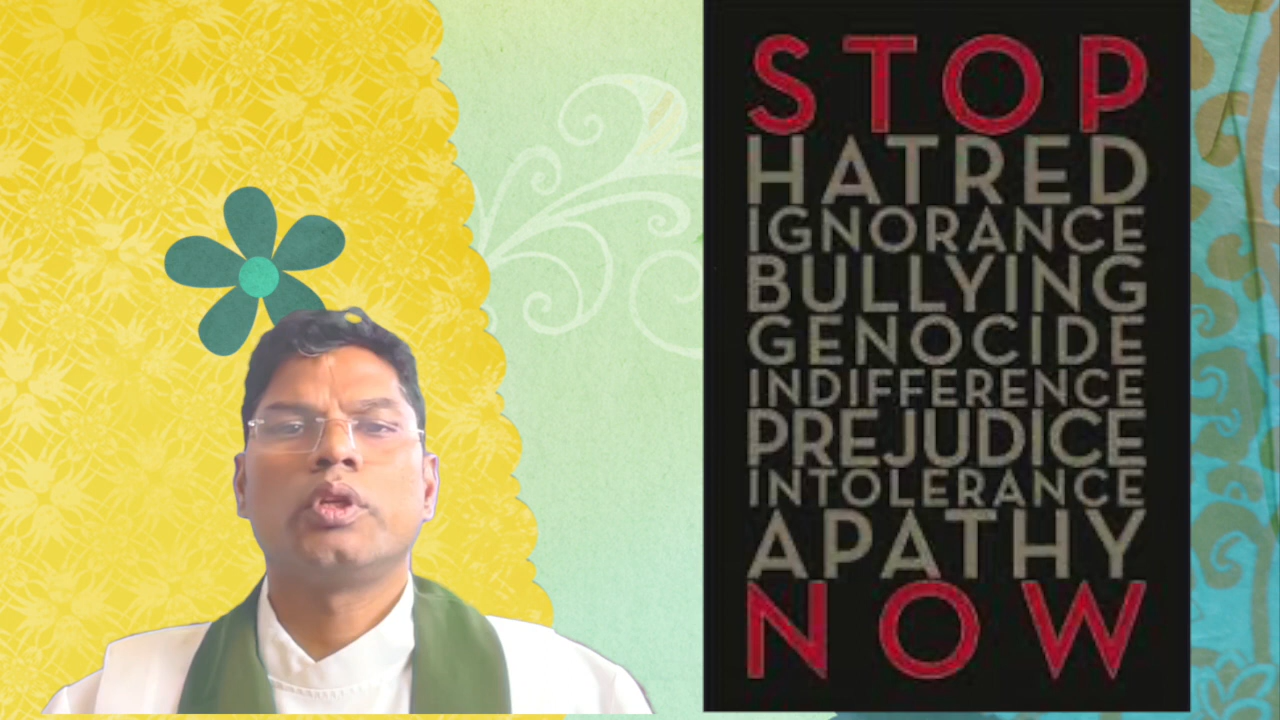 STOP
HATRED
IGNORANCE
BULLYING
GENOCIDE
INDIFFERENCE
PREJUDICE
INTOLERANCE
APATHY
NOW